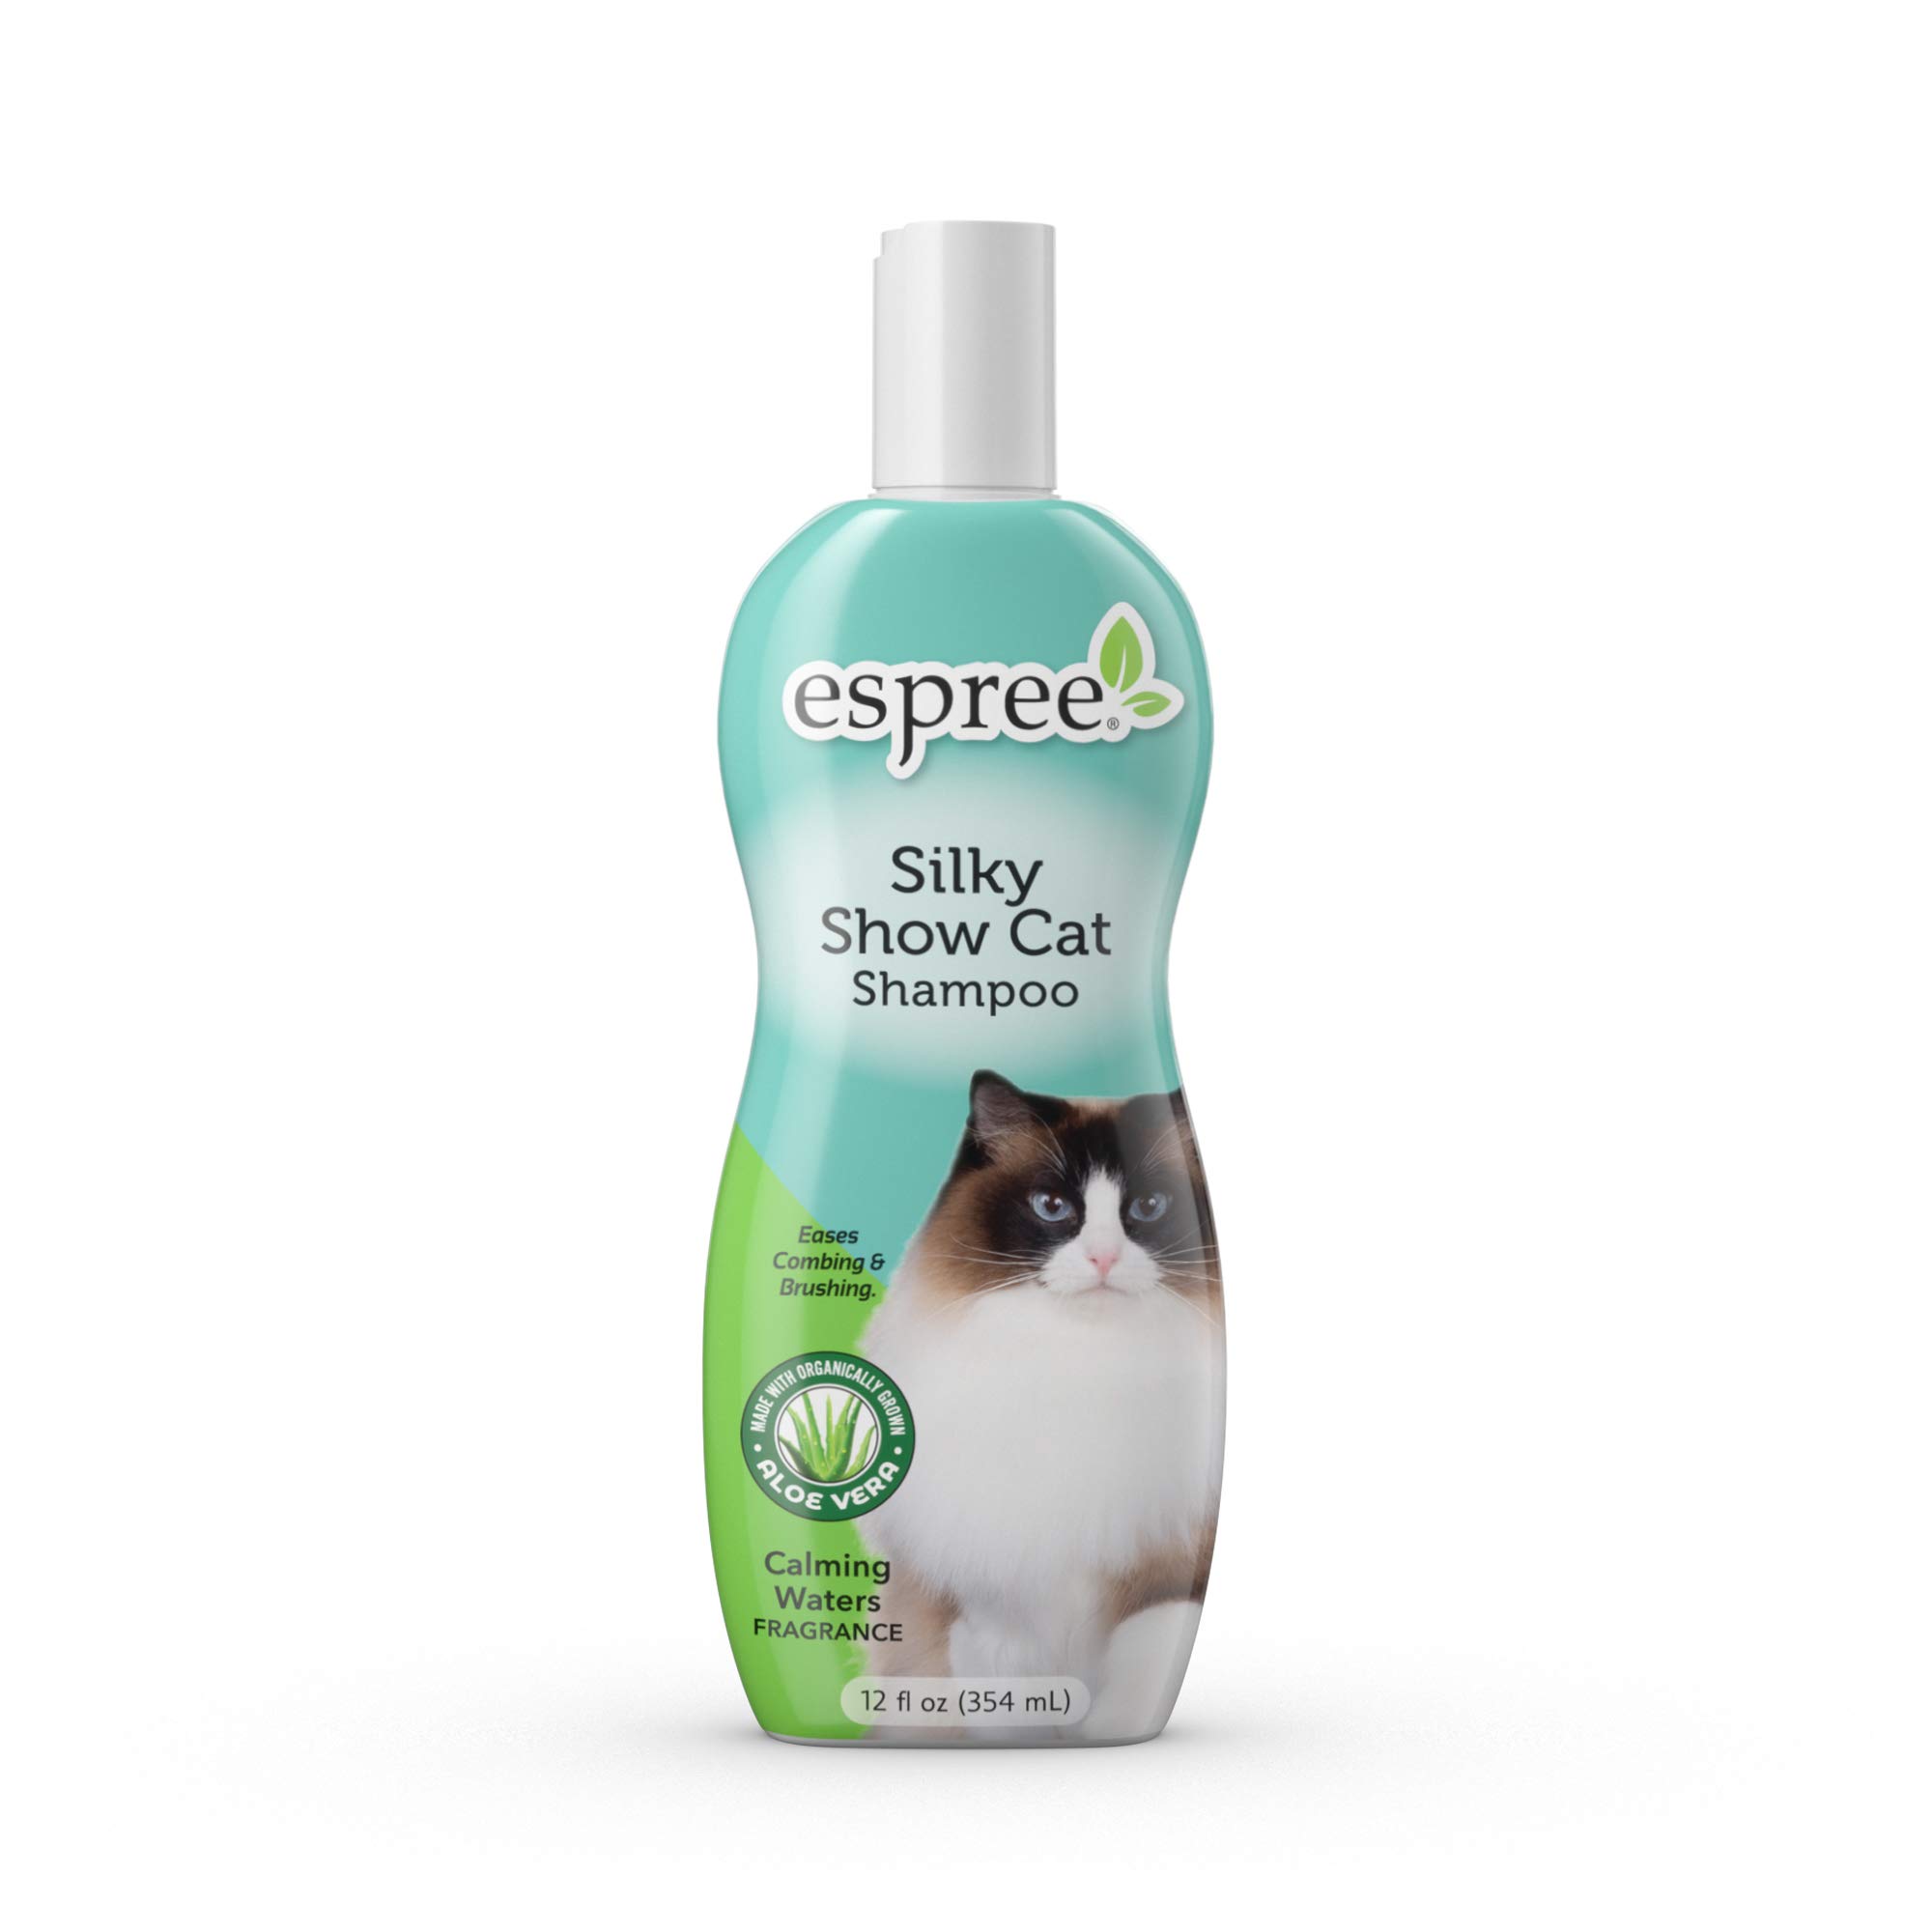 espree®
Silky
Show Cat
Shampoo
Eases
Combing &
Brushing.
MADE WITH ORGANICALLY GROWN
• ALOE VERA •
Calming
Waters
FRAGRANCE
12 fl oz (354 mL)